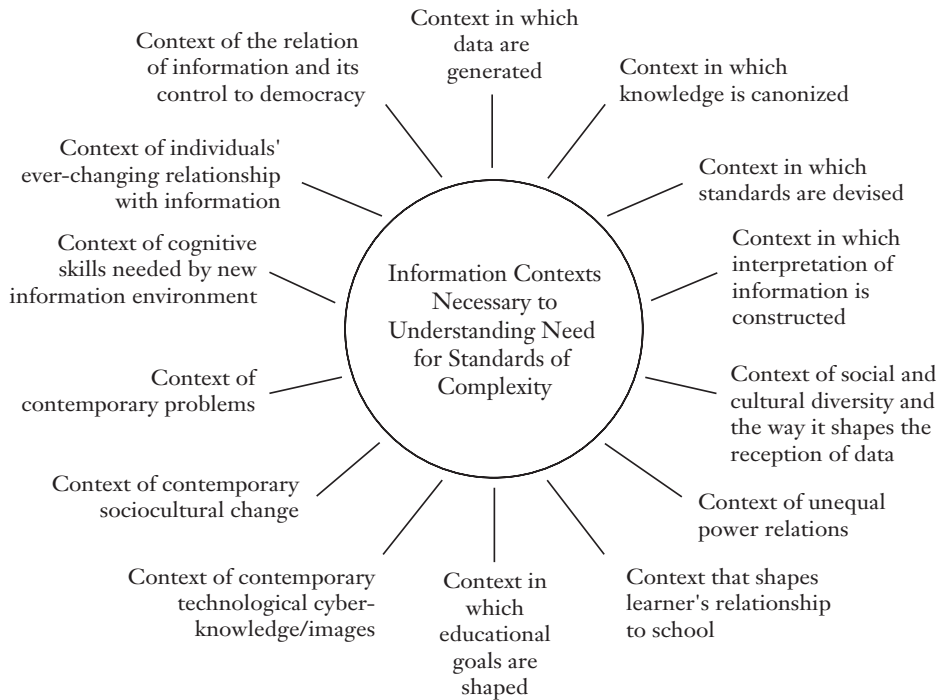 Context in which
data are
generated
Context in which
knowledge is canonized
Context in which
standards are devised
Context in which
interpretation of
information is
constructed
Context of social and
cultural diversity and
the way it shapes the
reception of data
Context of unequal
power relations
Context that shapes
learner's relationship
to school
Context in
which
educational
goals are
shaped
Context of contemporary
technological cyber-
knowledge/images
Context of contemporary
sociocultural change
Context of
contemporary problems
Context of cognitive
skills needed by new
information environment
Context of individuals'
ever-changing relationship
with information
Context of the relation
of information and its
control to democracy
Information Contexts
Necessary to
Understanding Need
for Standards of
Complexity